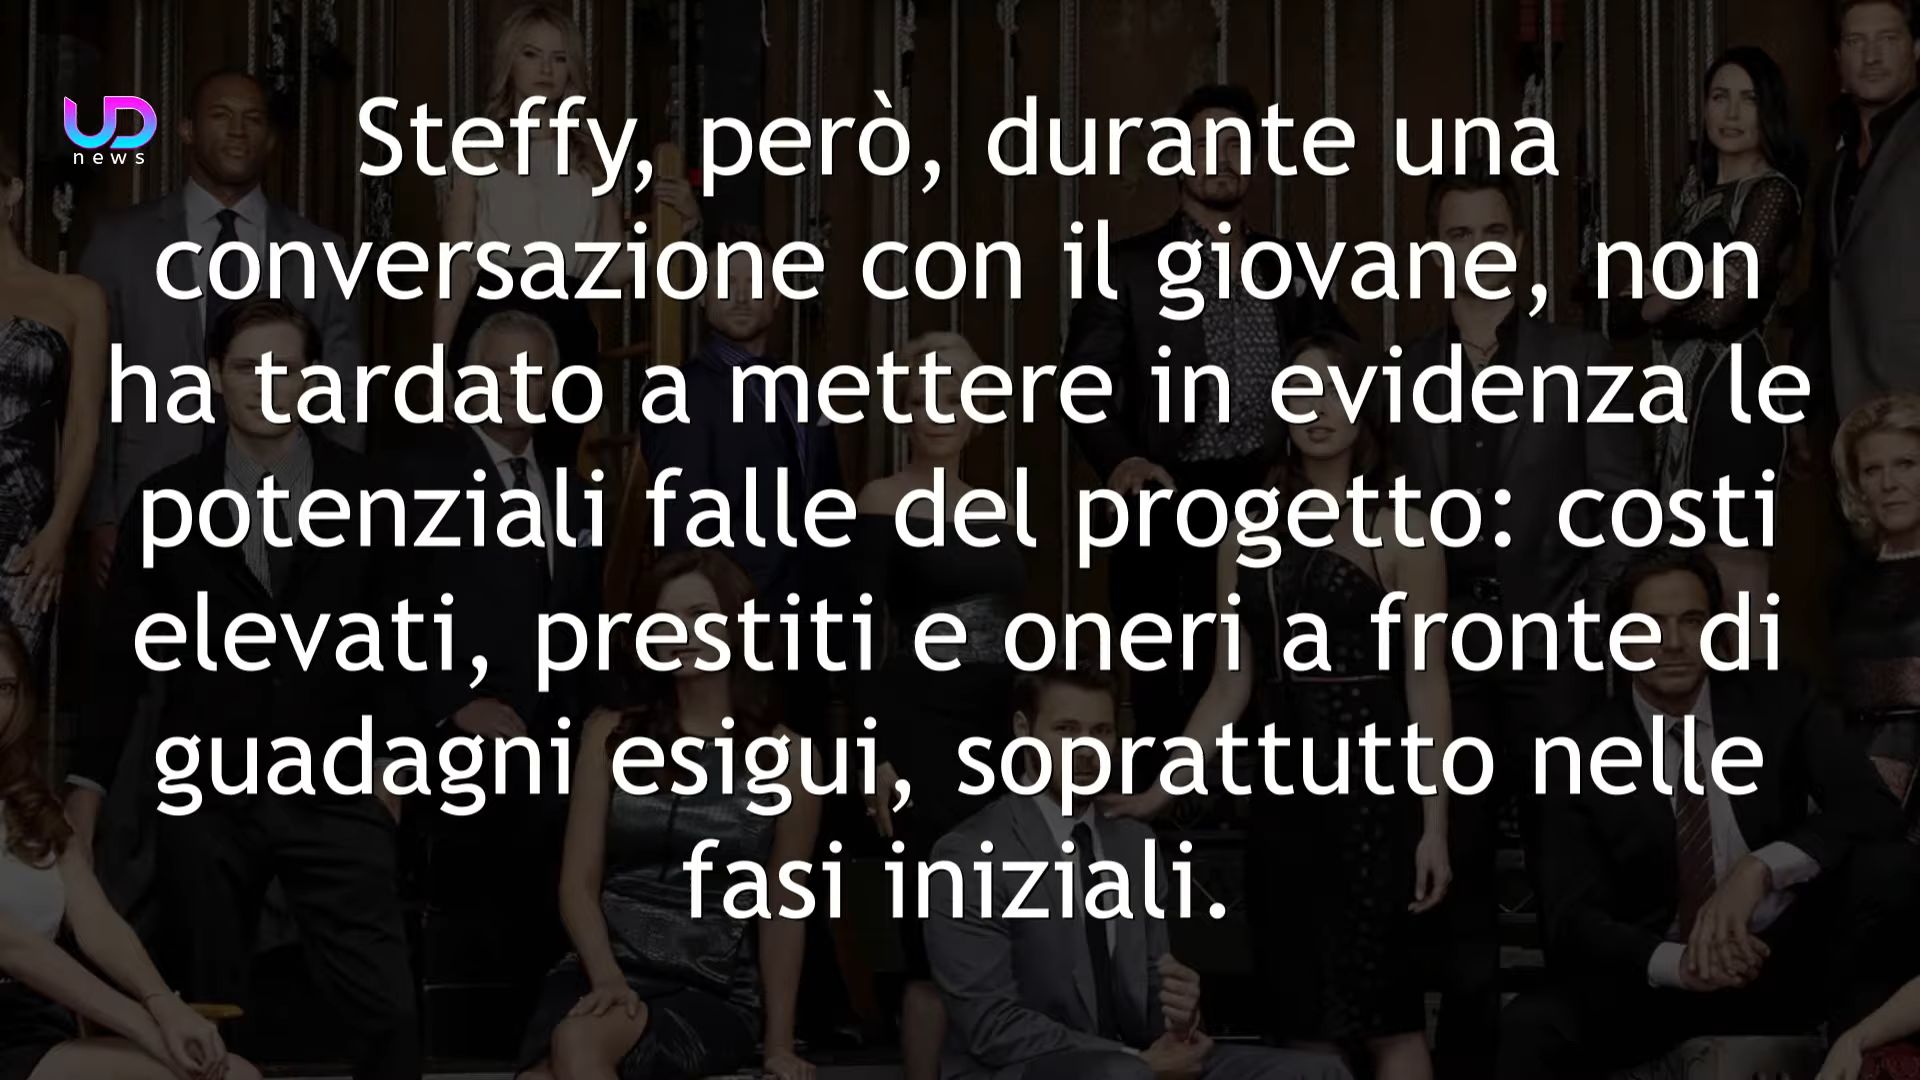 UD
news
Steffy, però, durante una
conversazione con il giovane, non
ha tardato a mettere in evidenza le
potenziali falle del progetto: costi
elevati, prestiti e oneri a fronte di
guadagni esigui, soprattutto nelle
fasi iniziali.